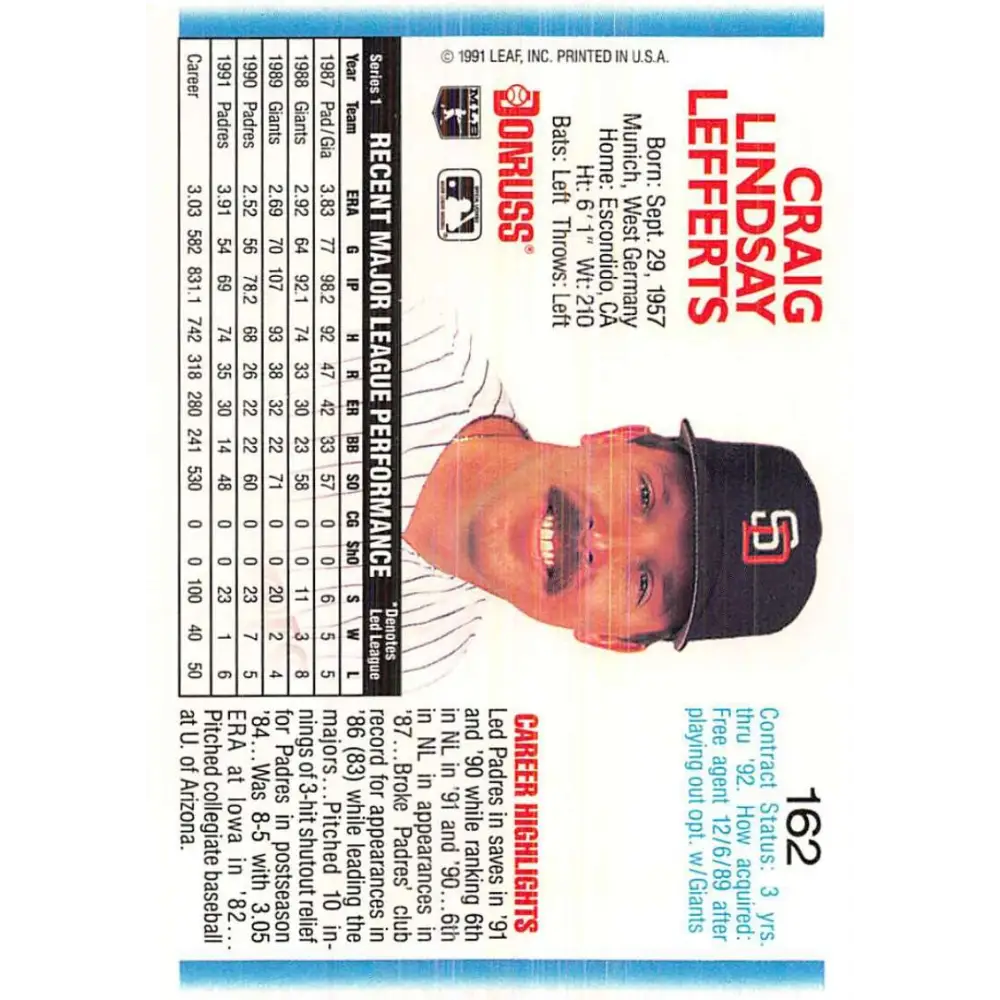 CRAIG
LINDSAY
LEFFERTS
Born: Sept. 29, 1957
Munich, West Germany
Home: Escondido, CA
Ht: 6'1" Wt: 210
Bats: Left Throws: Left
DONRUSS®
MLB
© 1991 LEAF, INC. PRINTED IN U.S.A.
SD
162
Contract Status: 3 yrs.
thru '92. How acquired:
Free agent 12/6/89 after
playing out opt. w/Giants
Series 1 RECENT MAJOR LEAGUE PERFORMANCE *Denotes
Led League
Year Team ERA G IP H R ER BB SO CG ShO S W L
1987 Pad/Gia 3.83 77 98.2 92 47 42 33 57 0 0 6 5 5
1988 Giants 2.92 64 92.1 74 33 30 23 58 0 0 11 3 8
1989 Giants 2.69 70 107 93 38 32 22 71 0 0 20 2 4
1990 Padres 2.52 56 78.2 68 26 22 22 60 0 0 23 7 5
1991 Padres 3.91 54 69 74 35 30 14 48 0 0 23 1 6
Career 3.03 582 831.1 742 318 280 241 530 0 0 100 40 50
CAREER HIGHLIGHTS
Led Padres in saves in '91
and '90 while ranking 6th
in NL in '91 and '90...6th
in NL in appearances in
'87...Broke Padres' club
record for appearances in
'86 (83) while leading the
majors...Pitched 10 in-
nings of 3-hit shutout relief
for Padres in postseason
'84...Was 8-5 with 3.05
ERA at Iowa in '82...
Pitched collegiate baseball
at U. of Arizona.